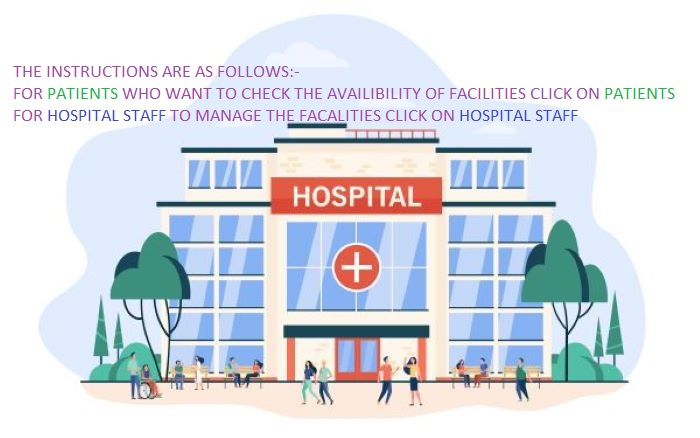 THE INSTRUCTIONS ARE AS FOLLOWS:-
FOR PATIENTS WHO WANT TO CHECK THE AVAILIBILITY OF FACILITIES CLICK ON PATIENTS
FOR HOSPITAL STAFF TO MANAGE THE FACALITIES CLICK ON HOSPITAL STAFF
HOSPITAL